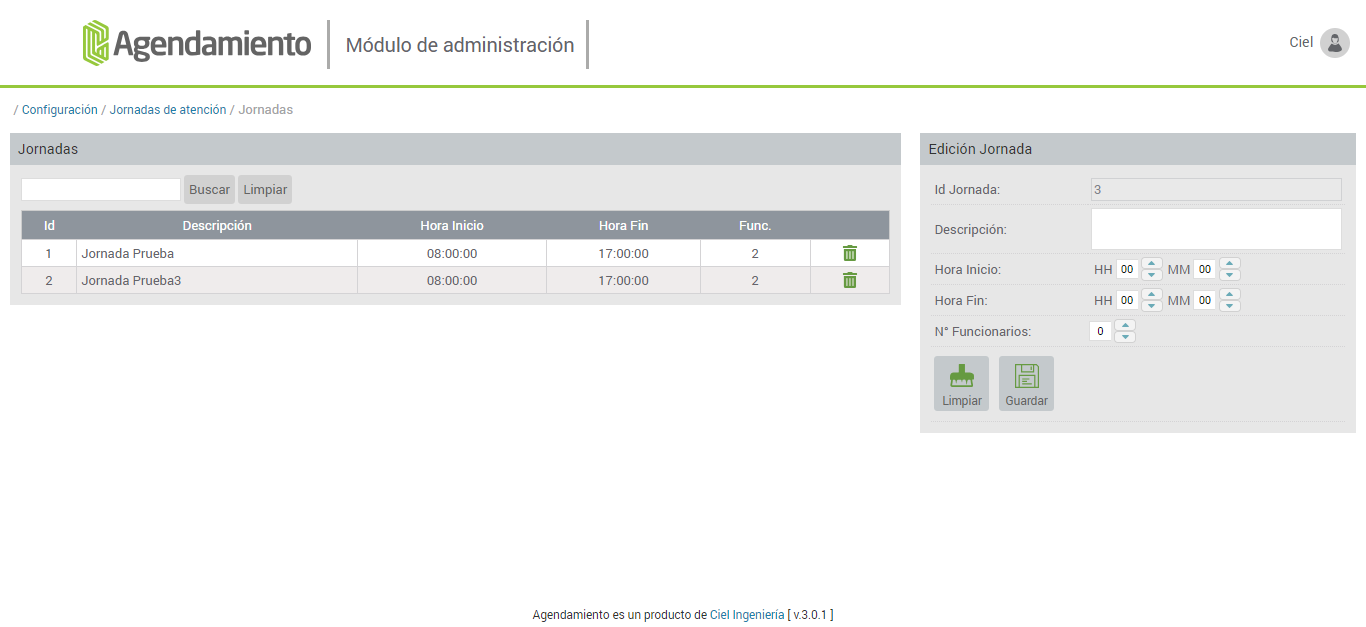 Agendamiento
Módulo de administración
Ciel
/ Configuración / Jornadas de atención / Jornadas
Jornadas
Buscar Limpiar
Id Descripción Hora Inicio Hora Fin Func.
1 Jornada Prueba 08:00:00 17:00:00 2
2 Jornada Prueba3 08:00:00 17:00:00 2
Edición Jornada
Id Jornada: 3
Descripción:
Hora Inicio: HH 00 MM 00
Hora Fin: HH 00 MM 00
N° Funcionarios: 0
Limpiar Guardar
Agendamiento es un producto de Ciel Ingeniería [ v.3.0.1 ]